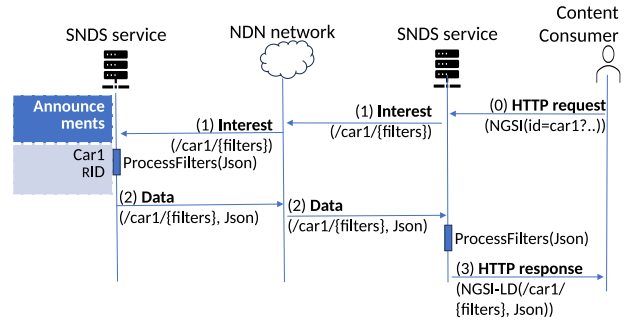 Content
Consumer
SNDS service
NDN network
SNDS service
Announce
ments
(0) HTTP request
(NGSI(id=car1?..))
(1) Interest
(/car1/{filters})
(1) Interest
(/car1/{filters})
Car1
RID
ProcessFilters(Json)
(2) Data
(/car1/{filters}, Json)
(2) Data
(/car1/{filters}, Json)
ProcessFilters(Json)
(3) HTTP response
(NGSI-LD(/car1/
{filters}, Json))